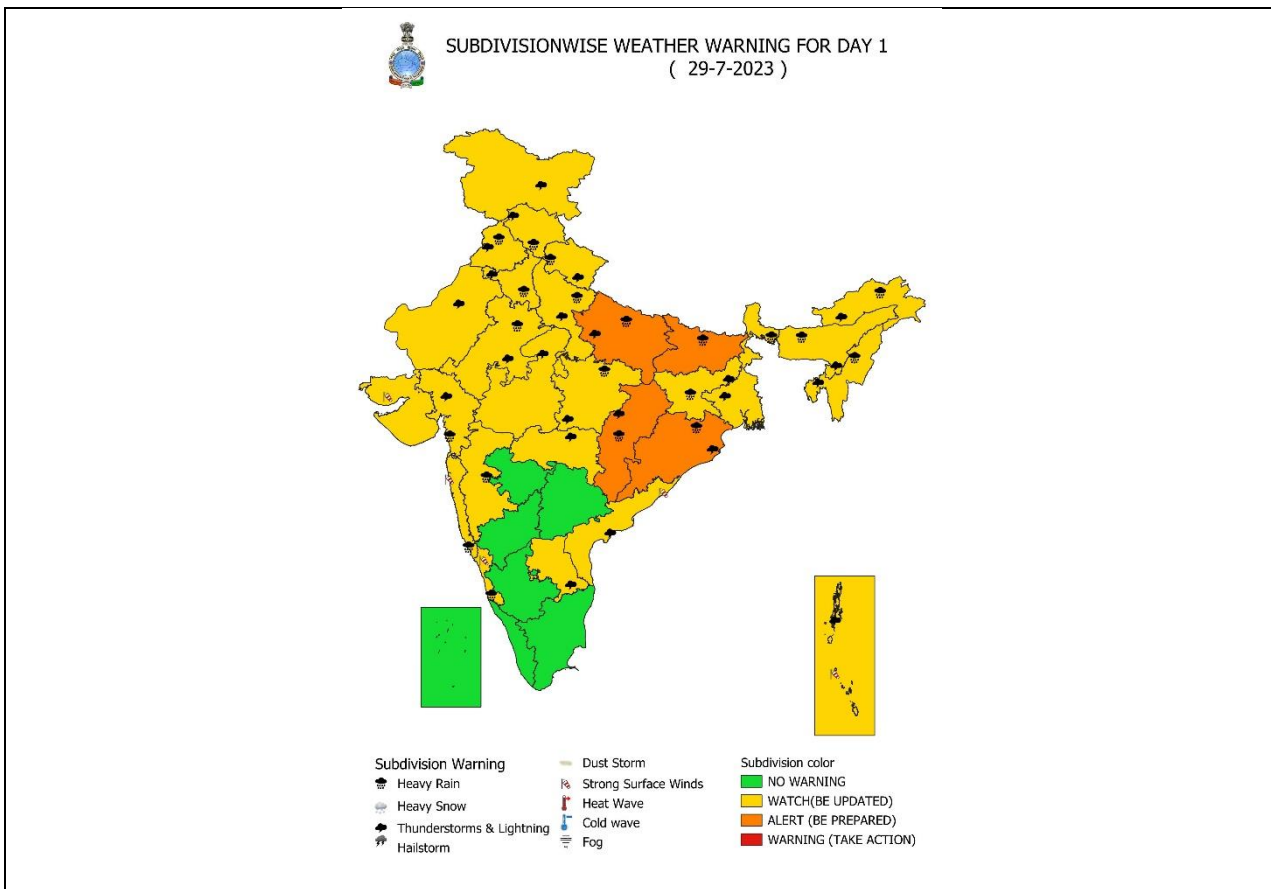 SUBDIVISIONWISE WEATHER WARNING FOR DAY 1
( 29-7-2023 )
Subdivision Warning
Heavy Rain
Heavy Snow
Thunderstorms & Lightning
Hailstorm
Dust Storm
Strong Surface Winds
Heat Wave
Cold wave
Fog
Subdivision color
NO WARNING
WATCH(BE UPDATED)
ALERT (BE PREPARED)
WARNING (TAKE ACTION)